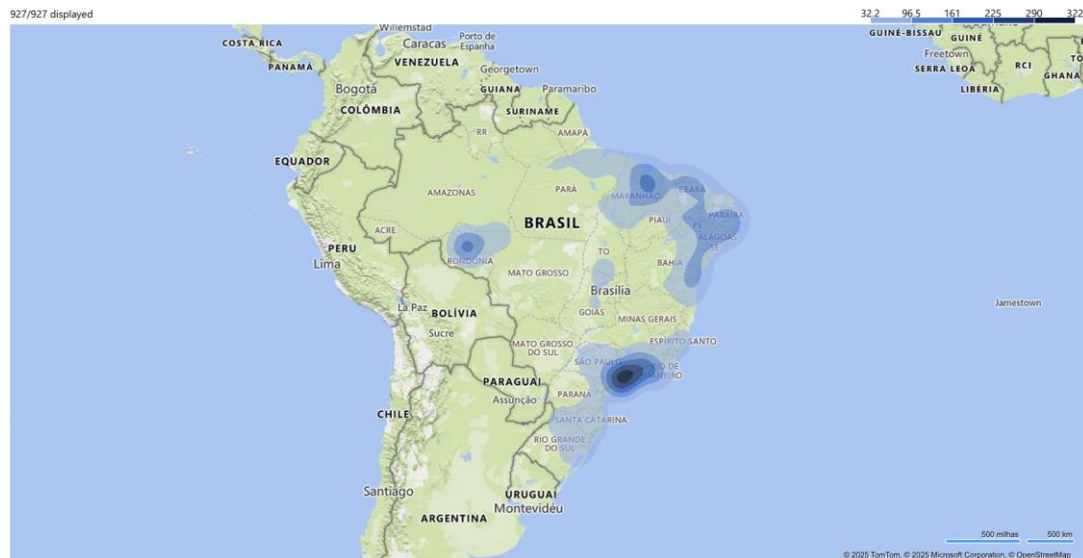 927/927 displayed
32.2 96.5 161 225 290 322
Willemstad
COSTA RICA
Caracas
Porto de
Espanha
PANAMÁ
VENEZUELA
Georgetown
Bogotá
GUIANA
Paramaribo
COLÔMBIA
SURINAME
GUINÉ-BISSAU
GUINÉ
Freetown
SERRA LEOA
RCI
LIBÉRIA
GHANA
RR
AMAPÁ
EQUADOR
AMAZONAS
PARÁ
MARANHÃO
CEARÁ
PARAÍBA
PIAUÍ
PE
ACRE
BRASIL
ALAGOAS
SE
PERU
Lima
RONDÔNIA
TO
BAHIA
MATO GROSSO
Brasília
La Paz
BOLÍVIA
GOIÁS
MINAS GERAIS
Jamestown
Sucre
MATO GROSSO
DO SUL
ESPÍRITO SANTO
SÃO PAULO
RIO DE
JANEIRO
PARAGUAI
Assunção
PARANÁ
CHILE
SANTA CATARINA
RIO GRANDE
DO SUL
Santiago
URUGUAI
Montevidéu
ARGENTINA
500 milhas 500 km
© 2025 TomTom, © 2025 Microsoft Corporation, © OpenStreetMap